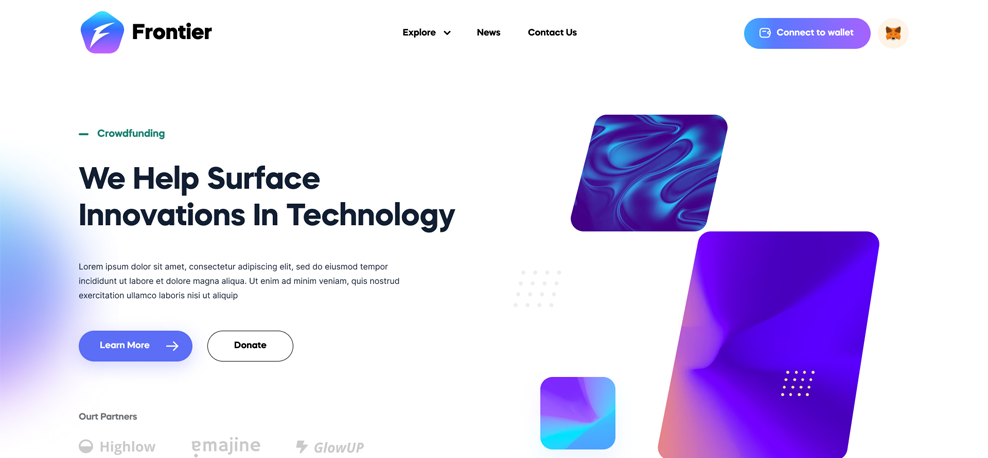 Frontier
Explore
News
Contact Us
Connect to wallet
Crowdfunding
We Help Surface
Innovations In Technology
Lorem ipsum dolor sit amet, consectetur adipiscing elit, sed do eiusmod tempor
incididunt ut labore et dolore magna aliqua. Ut enim ad minim veniam, quis nostrud
exercitation ullamco laboris nisi ut aliquip
Learn More
Donate
Ourt Partners
Highlow
amajine
GlowUP